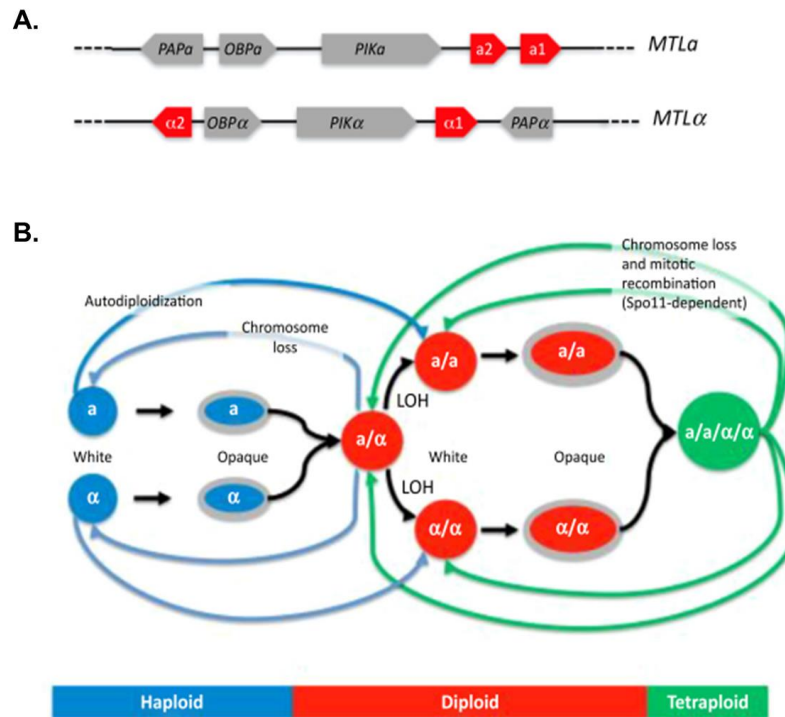 A.
PAPa OBPa PIKa a2 a1 MTLa
α2 OBPα PIKα α1 PAPα MTLα
B.
Chromosome loss
and mitotic
recombination
(Spo11-dependent)
Autodiploidization
Chromosome
loss
a/a a/a
LOH
a a
a/α
a/a/α/α
White Opaque White Opaque
LOH
α α
α/α α/α
Haploid Diploid Tetraploid